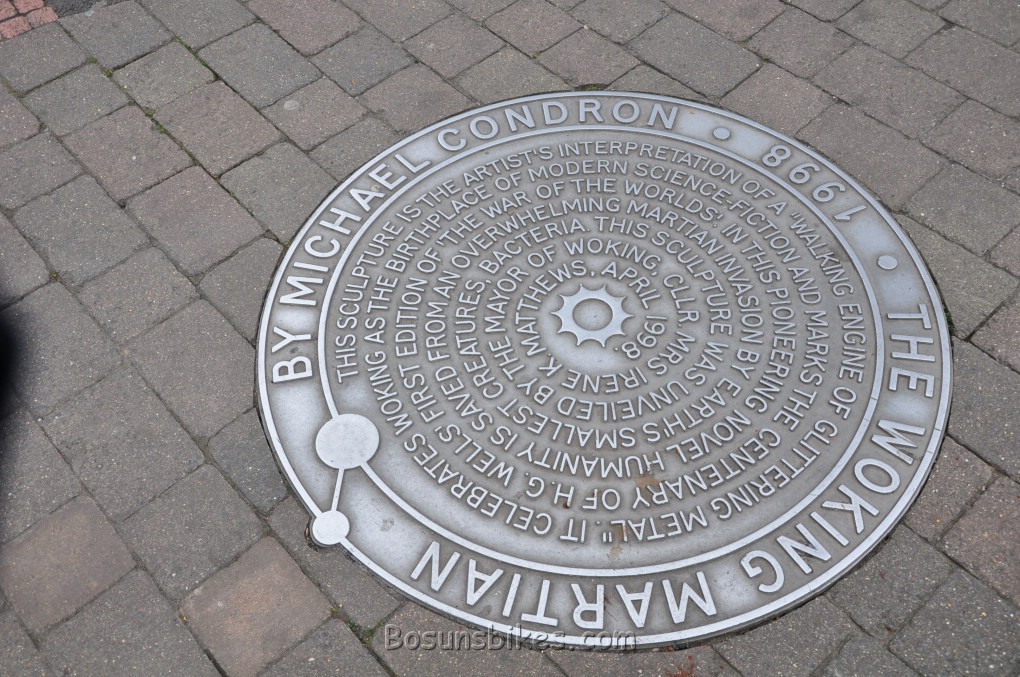 THE WOKING MARTIAN BY MICHAEL CONDRON • 1998 •
THIS SCULPTURE IS THE ARTIST'S INTERPRETATION OF A "WALKING ENGINE OF GLITTERING METAL". IT CELEBRATES
WOKING AS THE BIRTHPLACE OF MODERN SCIENCE-FICTION AND MARKS THE CENTENARY OF H.G. WELLS'
FIRST EDITION OF 'THE WAR OF THE WORLDS'. IN THIS PIONEERING NOVEL HUMANITY IS SAVED
FROM AN OVERWHELMING MARTIAN INVASION BY EARTH'S SMALLEST
CREATURES, BACTERIA. THIS SCULPTURE WAS UNVEILED BY THE
MAYOR OF WOKING, CLLR. MRS IRENE K.
MATTHEWS, APRIL 1998.
Bosunsbikes.com